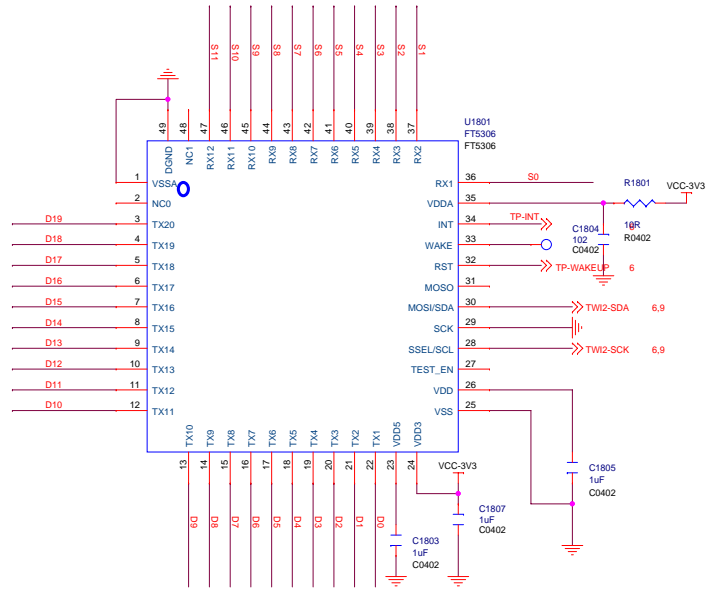 S11
S10
S9
S8
S7
S6
S5
S4
S3
S2
S1
49
48
47
46
45
44
43
42
41
40
39
38
37
DGND
NC1
RX12
RX11
RX10
RX9
RX8
RX7
RX6
RX5
RX4
RX3
RX2
U1801
FT5306
FT5306
1 VSSA
2 NC0
D19 3 TX20
D18 4 TX19
D17 5 TX18
D16 6 TX17
D15 7 TX16
D14 8 TX15
D13 9 TX14
D12 10 TX13
D11 11 TX12
D10 12 TX11
RX1 36 S0
VDDA 35
INT 34 TP-INT
WAKE 33
RST 32 TP-WAKEUP 6
MOSO 31
MOSI/SDA 30 TWI2-SDA 6,9
SCK 29
SSEL/SCL 28 TWI2-SCK 6,9
TEST_EN 27
VDD 26
VSS 25
R1801
VCC-3V3
10R
R0402
C1804
102
C0402
TX10
TX9
TX8
TX7
TX6
TX5
TX4
TX3
TX2
TX1
VDD5
VDD3
13
14
15
16
17
18
19
20
21
22
23
24
D9
D8
D7
D6
D5
D4
D3
D2
D1
D0
VCC-3V3
C1803
1uF
C0402
C1807
1uF
C0402
C1805
1uF
C0402